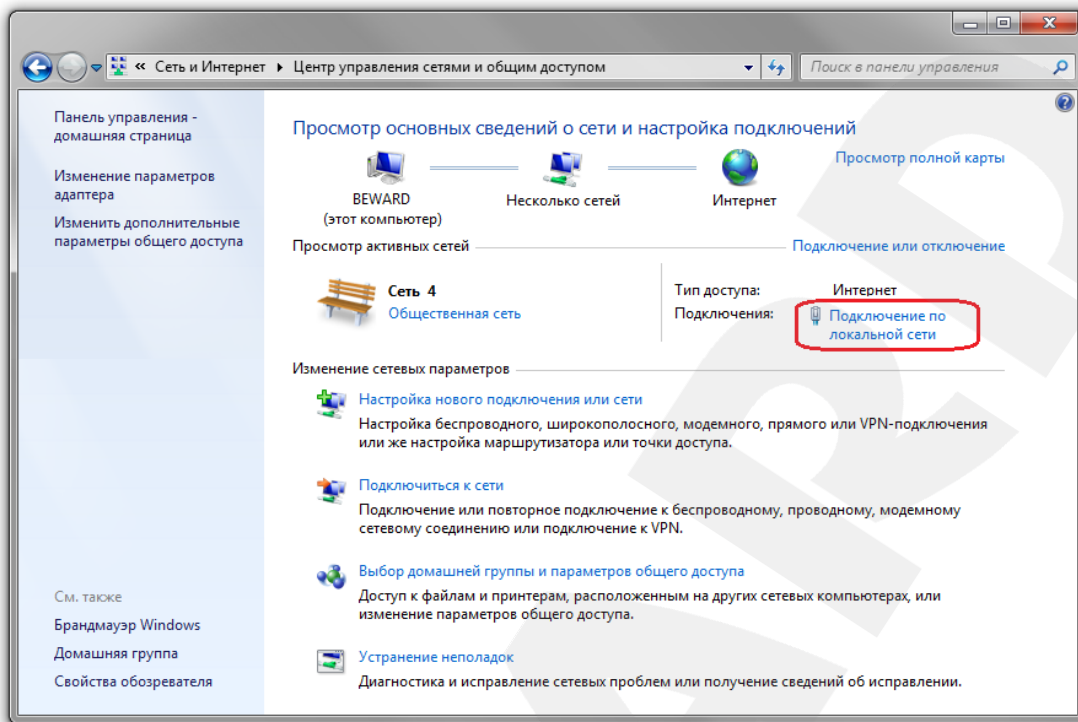 « Сеть и Интернет ▸ Центр управления сетями и общим доступом
Поиск в панели управления
Панель управления -
домашняя страница
Изменение параметров
адаптера
Изменить дополнительные
параметры общего доступа
См. также
Брандмауэр Windows
Домашняя группа
Свойства обозревателя
Просмотр основных сведений о сети и настройка подключений
Просмотр полной карты
BEWARD
(этот компьютер)
Несколько сетей
Интернет
Просмотр активных сетей
Подключение или отключение
Сеть 4
Общественная сеть
Тип доступа: Интернет
Подключения: Подключение по
локальной сети
Изменение сетевых параметров
Настройка нового подключения или сети
Настройка беспроводного, широкополосного, модемного, прямого или VPN-подключения
или же настройка маршрутизатора или точки доступа.
Подключиться к сети
Подключение или повторное подключение к беспроводному, проводному, модемному
сетевому соединению или подключение к VPN.
Выбор домашней группы и параметров общего доступа
Доступ к файлам и принтерам, расположенным на других сетевых компьютерах, или
изменение параметров общего доступа.
Устранение неполадок
Диагностика и исправление сетевых проблем или получение сведений об исправлении.